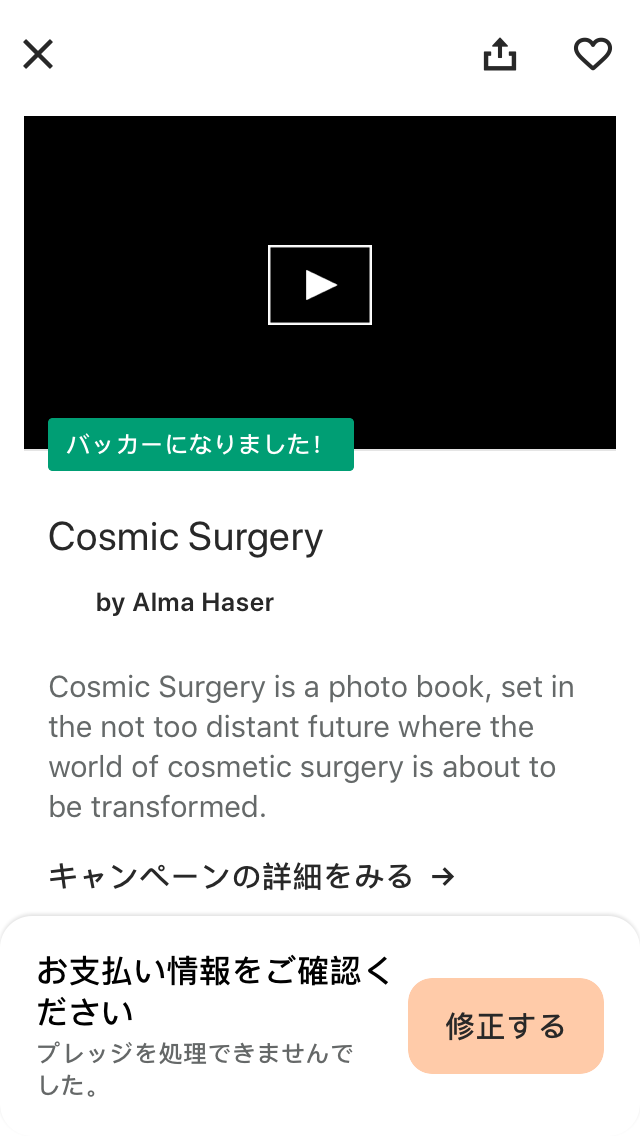 バッカーになりました！
Cosmic Surgery
by Alma Haser
Cosmic Surgery is a photo book, set in
the not too distant future where the
world of cosmetic surgery is about to
be transformed.
キャンペーンの詳細をみる →
お支払い情報をご確認く
ださい
プレッジを処理できませんで
した。
修正する